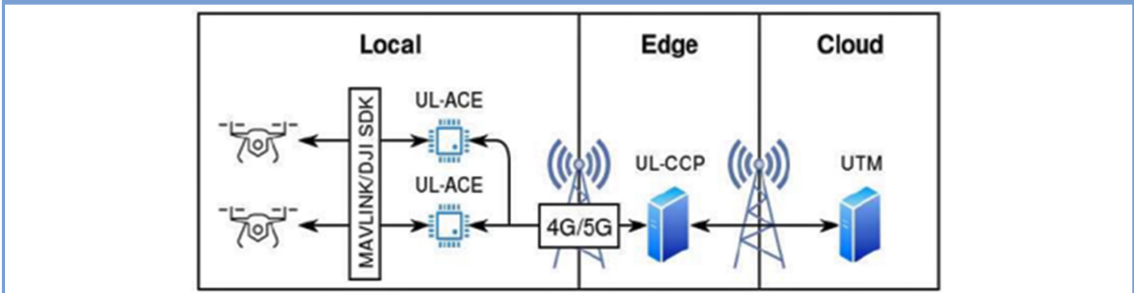 Local
Edge
Cloud
MAVLINK/DJI SDK
UL-ACE
UL-ACE
4G/5G
UL-CCP
UTM